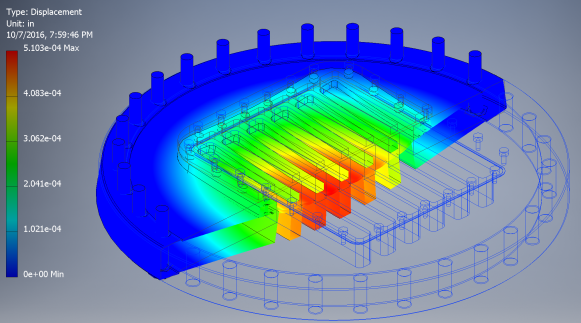 Type: Displacement
Unit: in
10/7/2016, 7:59:46 PM
5.103e-04 Max
4.083e-04
3.062e-04
2.041e-04
1.021e-04
0e+00 Min